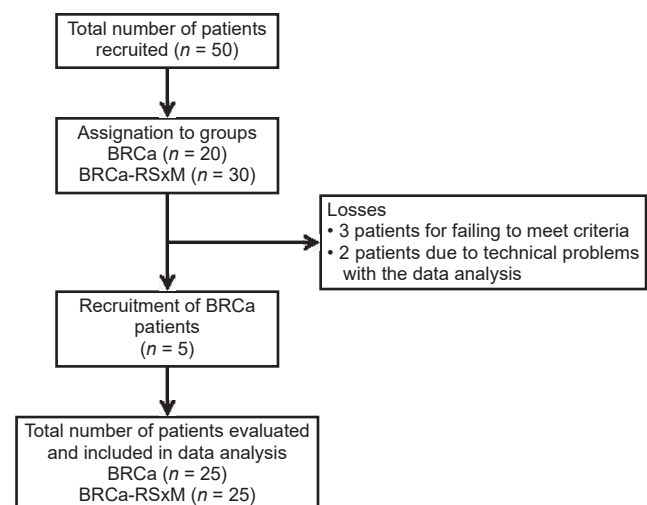 Total number of patients
recruited (n = 50)
Assignation to groups
BRCa (n = 20)
BRCa-RSxM (n = 30)
Losses
• 3 patients for failing to meet criteria
• 2 patients due to technical problems
with the data analysis
Recruitment of BRCa
patients
(n = 5)
Total number of patients evaluated
and included in data analysis
BRCa (n = 25)
BRCa-RSxM (n = 25)